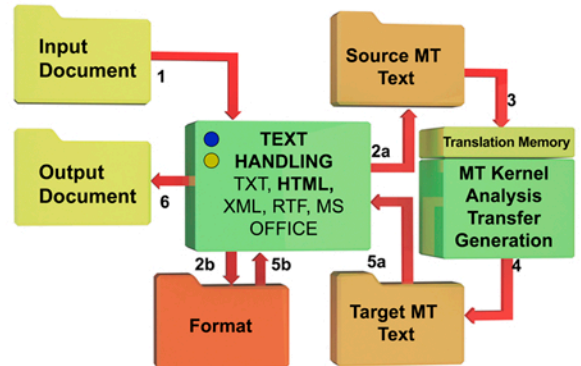 Input
Document
1
Source MT
Text
3
Translation Memory
MT Kernel
Analysis
Transfer
Generation
4
TEXT
HANDLING
TXT, HTML,
XML, RTF, MS
OFFICE
2a
Output
Document
6
2b
5b
5a
Format
Target MT
Text